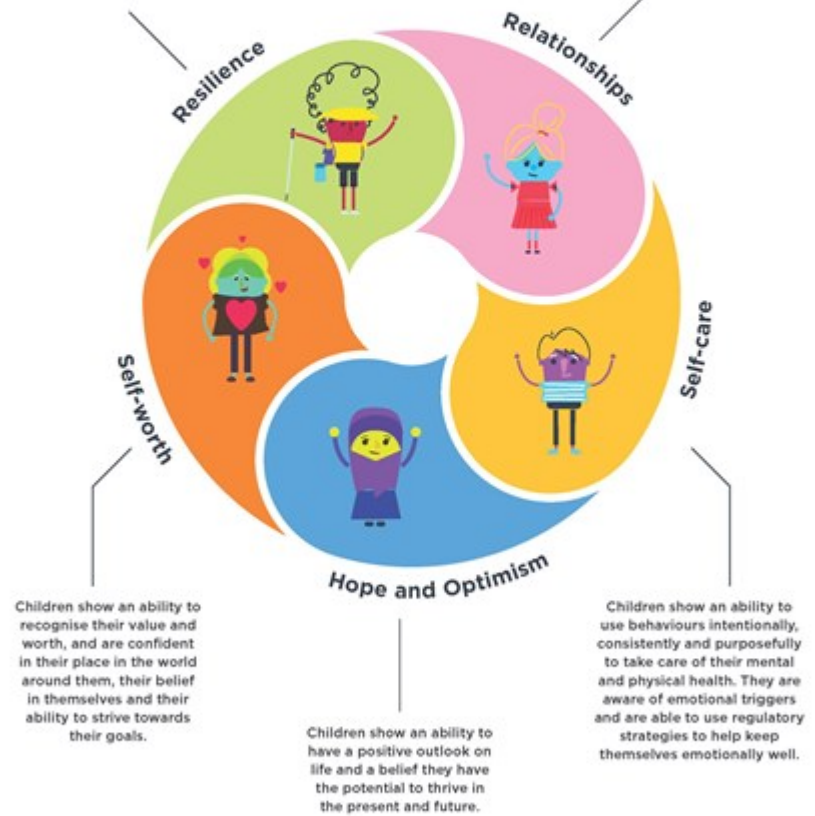 Resilience
Relationships
Self-care
Self-worth
Hope and Optimism
Children show an ability to
recognise their value and
worth, and are confident
in their place in the world
around them, their belief
in themselves and their
ability to strive towards
their goals.
Children show an ability to
have a positive outlook on
life and a belief they have
the potential to thrive in
the present and future.
Children show an ability to
use behaviours intentionally,
consistently and purposefully
to take care of their mental
and physical health. They are
aware of emotional triggers
and are able to use regulatory
strategies to help keep
themselves emotionally well.